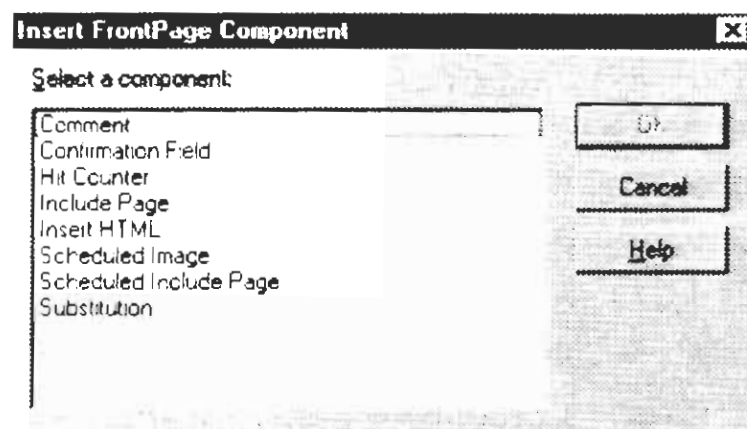 Insert FrontPage Component
Select a component:
Comment
Confirmation Field
Hit Counter
Include Page
Insert HTML
Scheduled Image
Scheduled Include Page
Substitution
OK
Cancel
Help